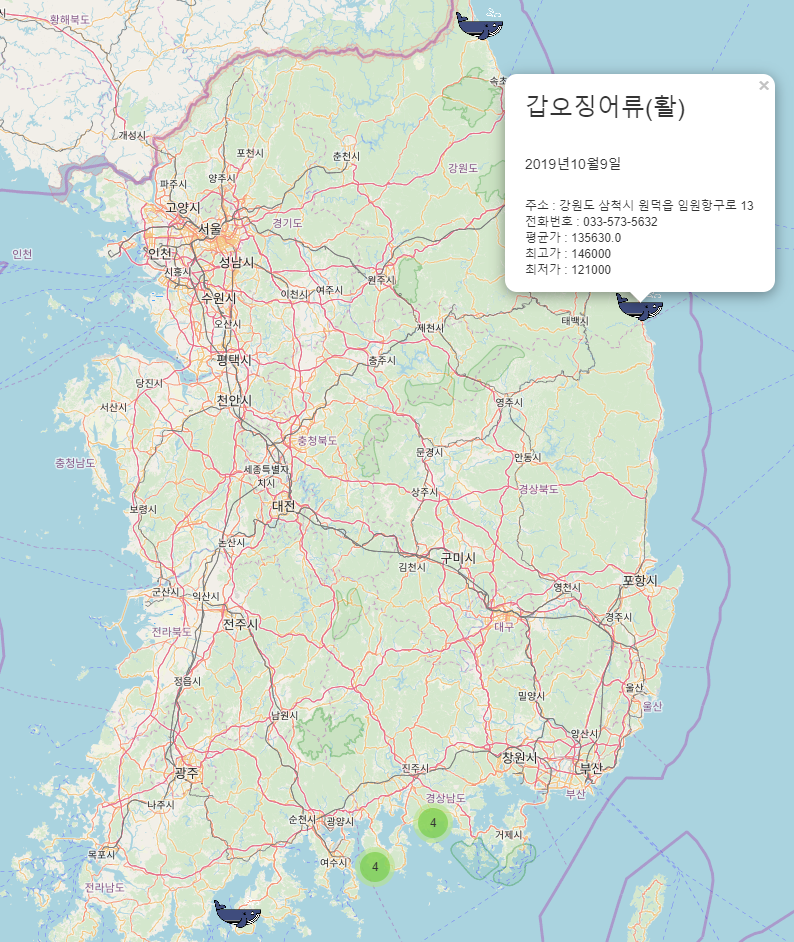 황해북도
속초
×
갑오징어류(활)
2019년10월9일
주소 : 강원도 삼척시 원덕읍 임원항구로 13
전화번호 : 033-573-5632
평균가 : 135630.0
최고가 : 146000
최저가 : 121000
개성시
포천시
춘천시
강원도
파주시
양주시
고양시
서울
경기도
인천
인천
성남시
시흥시
원주시
수원시
이천시
여주시
오산시
제천시
태백시
평택시
충주시
당진시
천안시
영주시
서산시
충청북도
문경시
안동시
충청남도
세종특별자
치시
상주시
경상북도
보령시
대전
논산시
구미시
김천시
군산시
익산시
영천시
포항시
전라북도
전주시
대구
경주시
정읍시
울산
울산
밀양시
남원시
양산시
광주
진주시
창원시
부산
부산
나주시
경상남도
순천시
광양시
4
거제시
목포시
여수시
4
전라남도